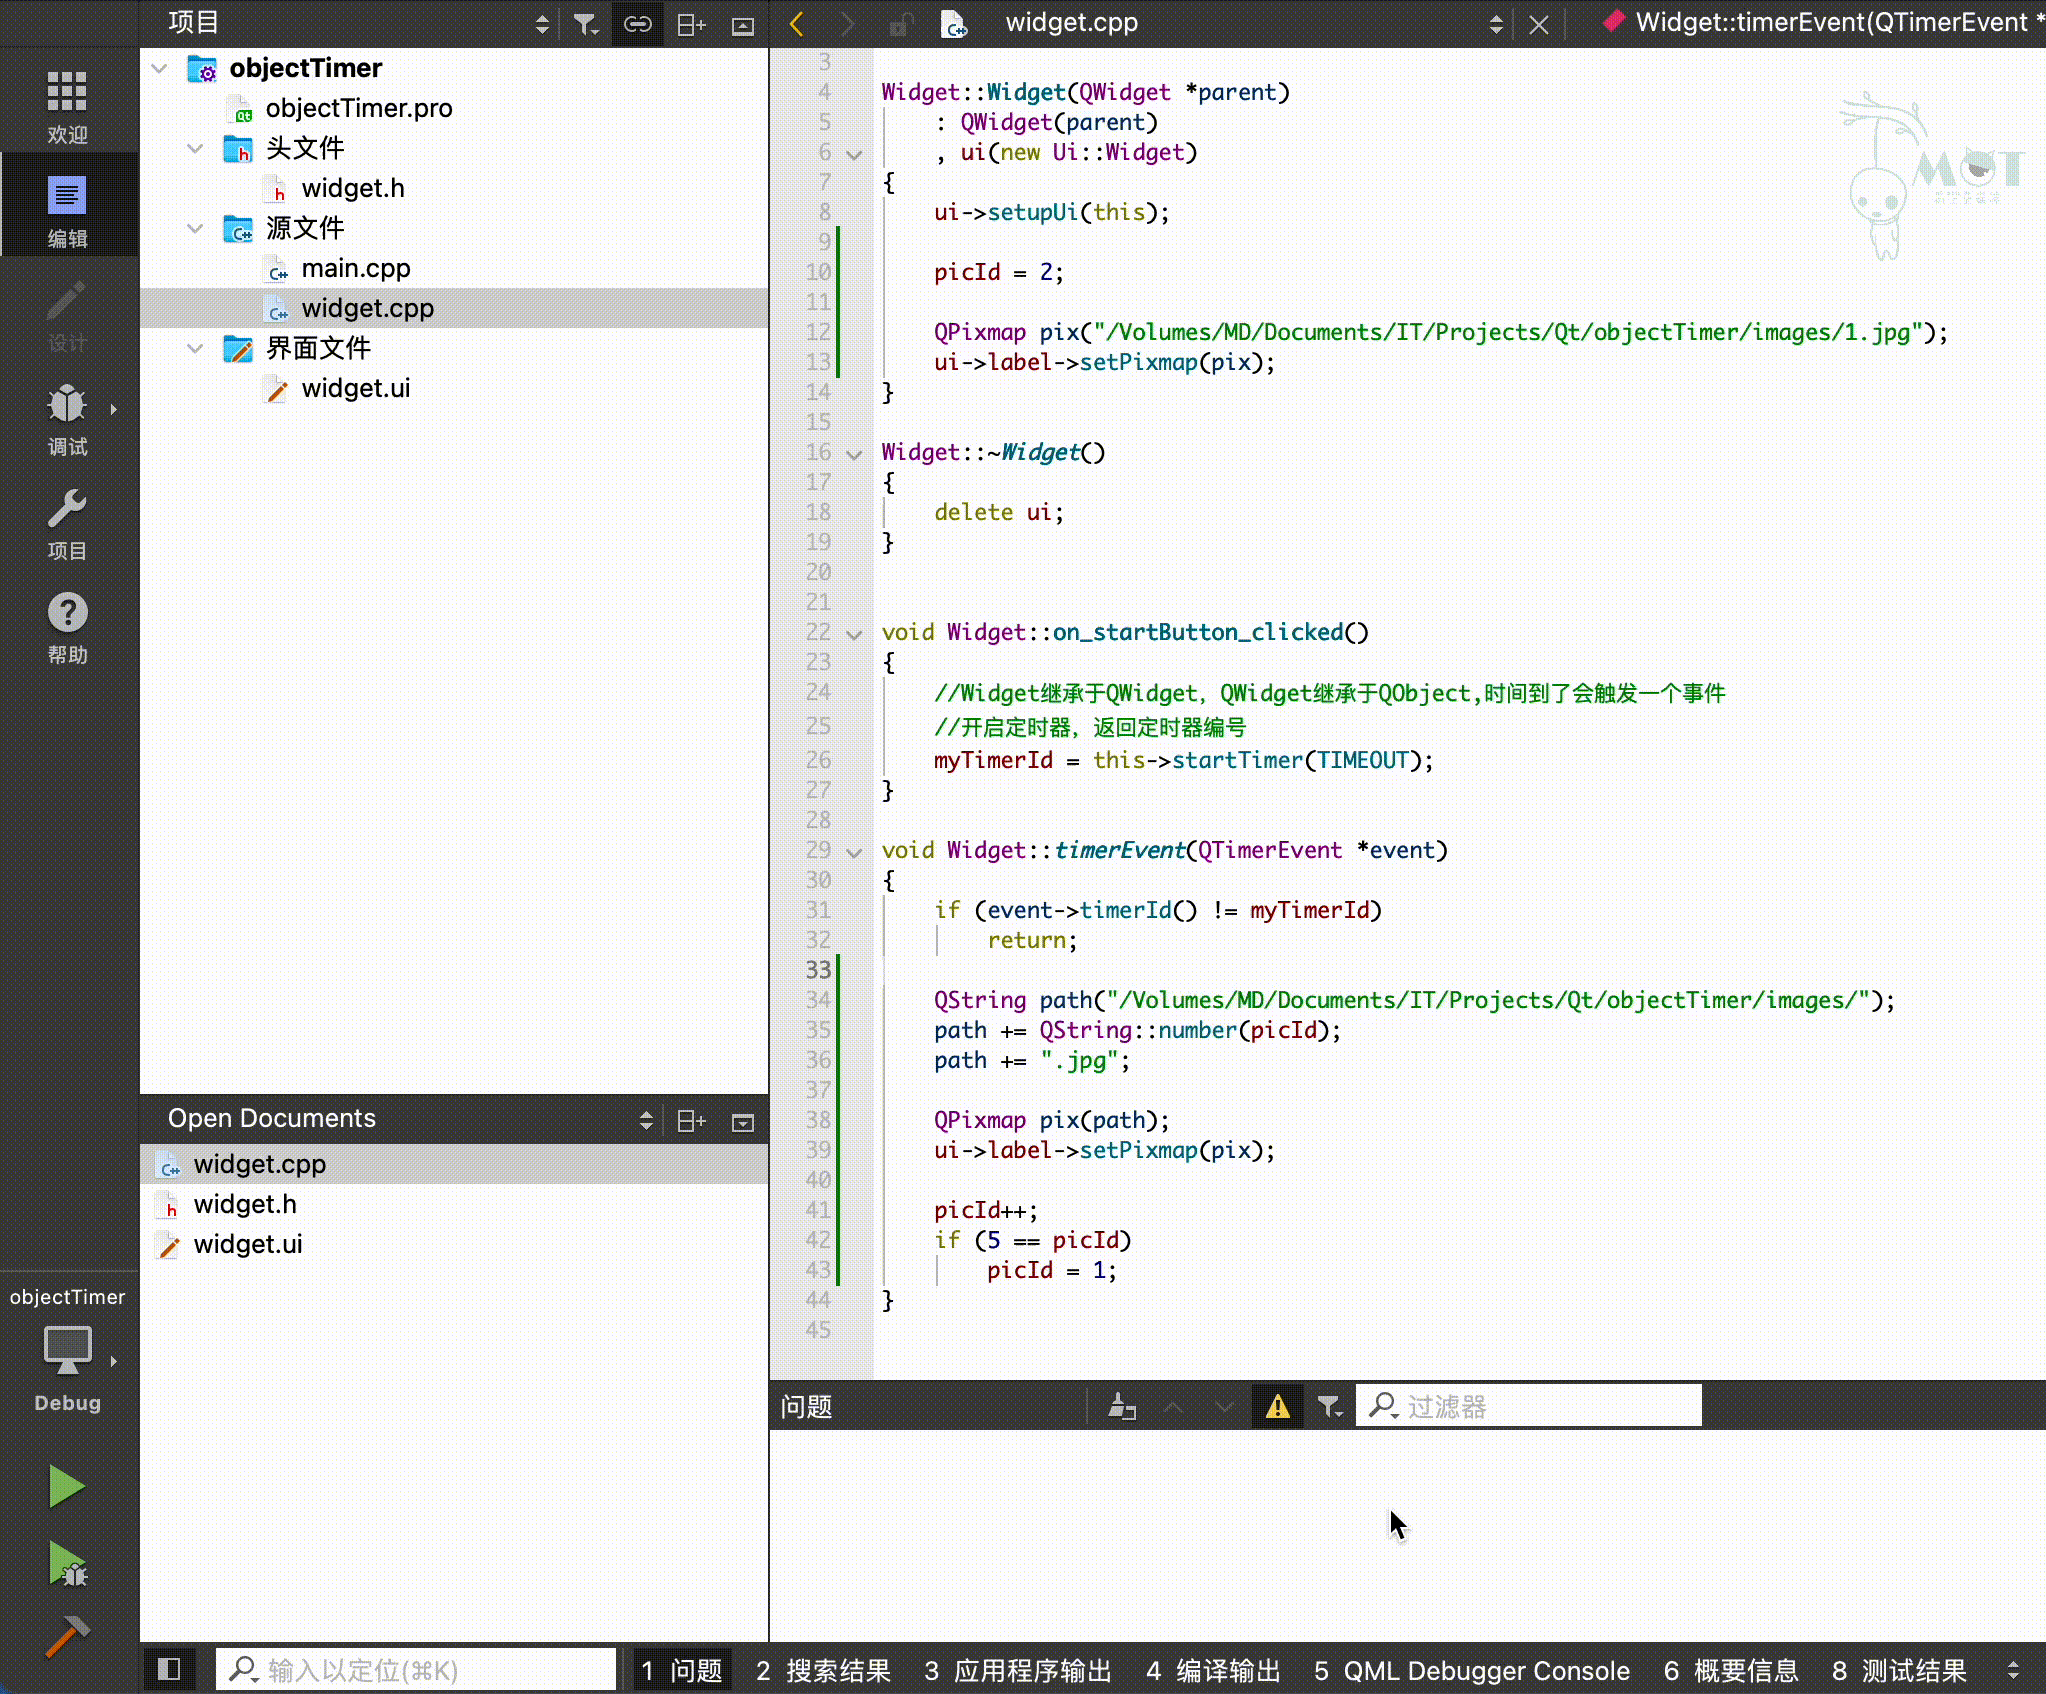 项目
widget.cpp
Widget::timerEvent(QTimerEvent *
欢迎
编辑
设计
调试
项目
帮助
objectTimer
Debug
objectTimer
objectTimer.pro
头文件
widget.h
源文件
main.cpp
widget.cpp
界面文件
widget.ui
Open Documents
widget.cpp
widget.h
widget.ui
3
4 Widget::Widget(QWidget *parent)
5 : QWidget(parent)
6 , ui(new Ui::Widget)
7 {
8 ui->setupUi(this);
9
10 picId = 2;
11
12 QPixmap pix("/Volumes/MD/Documents/IT/Projects/Qt/objectTimer/images/1.jpg");
13 ui->label->setPixmap(pix);
14 }
15
16 Widget::~Widget()
17 {
18 delete ui;
19 }
20
21
22 void Widget::on_startButton_clicked()
23 {
24 //Widget继承于QWidget，QWidget继承于QObject,时间到了会触发一个事件
25 //开启定时器，返回定时器编号
26 myTimerId = this->startTimer(TIMEOUT);
27 }
28
29 void Widget::timerEvent(QTimerEvent *event)
30 {
31 if (event->timerId() != myTimerId)
32 return;
33
34 QString path("/Volumes/MD/Documents/IT/Projects/Qt/objectTimer/images/");
35 path += QString::number(picId);
36 path += ".jpg";
37
38 QPixmap pix(path);
39 ui->label->setPixmap(pix);
40
41 picId++;
42 if (5 == picId)
43 picId = 1;
44 }
45
MOT
问题
过滤器
输入以定位(⌘K)
1 问题
2 搜索结果
3 应用程序输出
4 编译输出
5 QML Debugger Console
6 概要信息
8 测试结果